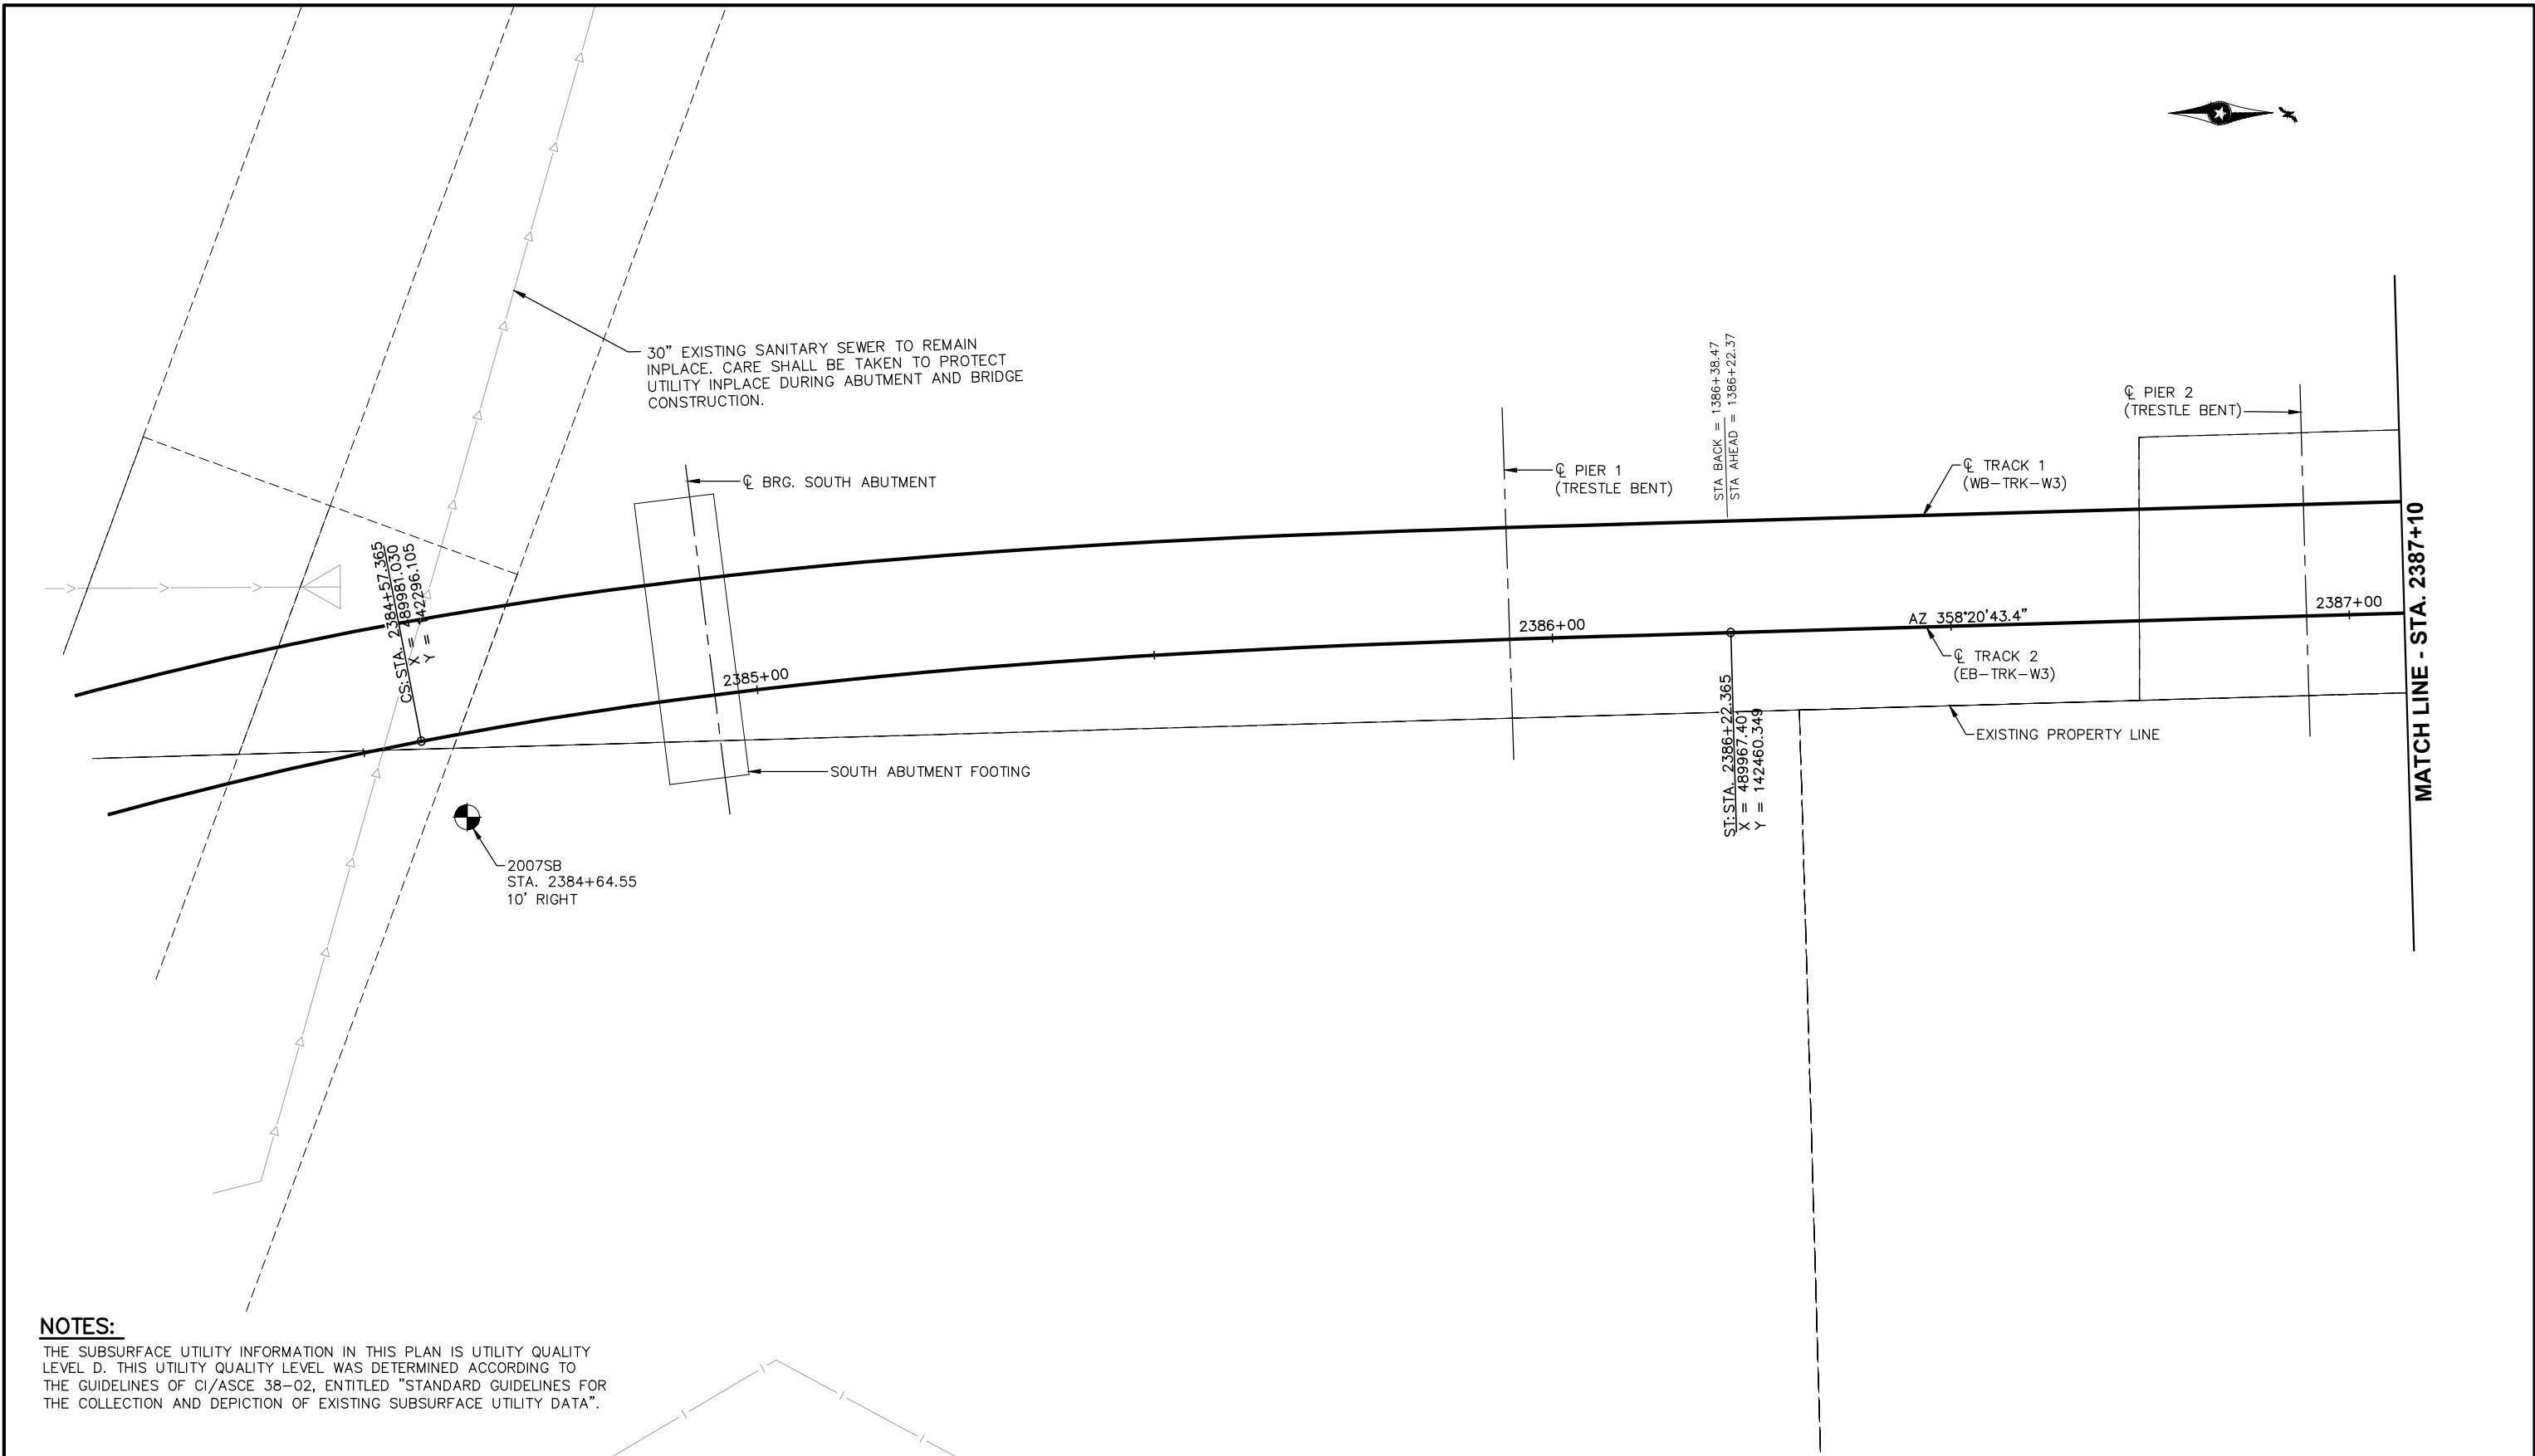 30" EXISTING SANITARY SEWER TO REMAIN
INPLACE. CARE SHALL BE TAKEN TO PROTECT
UTILITY INPLACE DURING ABUTMENT AND BRIDGE
CONSTRUCTION.
STA BACK = 1386+38.47
STA AHEAD = 1386+22.37
℄ PIER 2
(TRESTLE BENT)
℄ BRG. SOUTH ABUTMENT
℄ PIER 1
(TRESTLE BENT)
℄ TRACK 1
(WB-TRK-W3)
CS: STA. 2384+57.365
X = 489981.030
Y = 142296.105
2385+00
2386+00
AZ 358°20'43.4"
2387+00
℄ TRACK 2
(EB-TRK-W3)
MATCH LINE - STA. 2387+10
EXISTING PROPERTY LINE
SOUTH ABUTMENT FOOTING
ST: STA. 2386+22.365
X = 489967.401
Y = 142460.349
2007SB
STA. 2384+64.55
10' RIGHT
NOTES:
THE SUBSURFACE UTILITY INFORMATION IN THIS PLAN IS UTILITY QUALITY
LEVEL D. THIS UTILITY QUALITY LEVEL WAS DETERMINED ACCORDING TO
THE GUIDELINES OF CI/ASCE 38-02, ENTITLED "STANDARD GUIDELINES FOR
THE COLLECTION AND DEPICTION OF EXISTING SUBSURFACE UTILITY DATA".